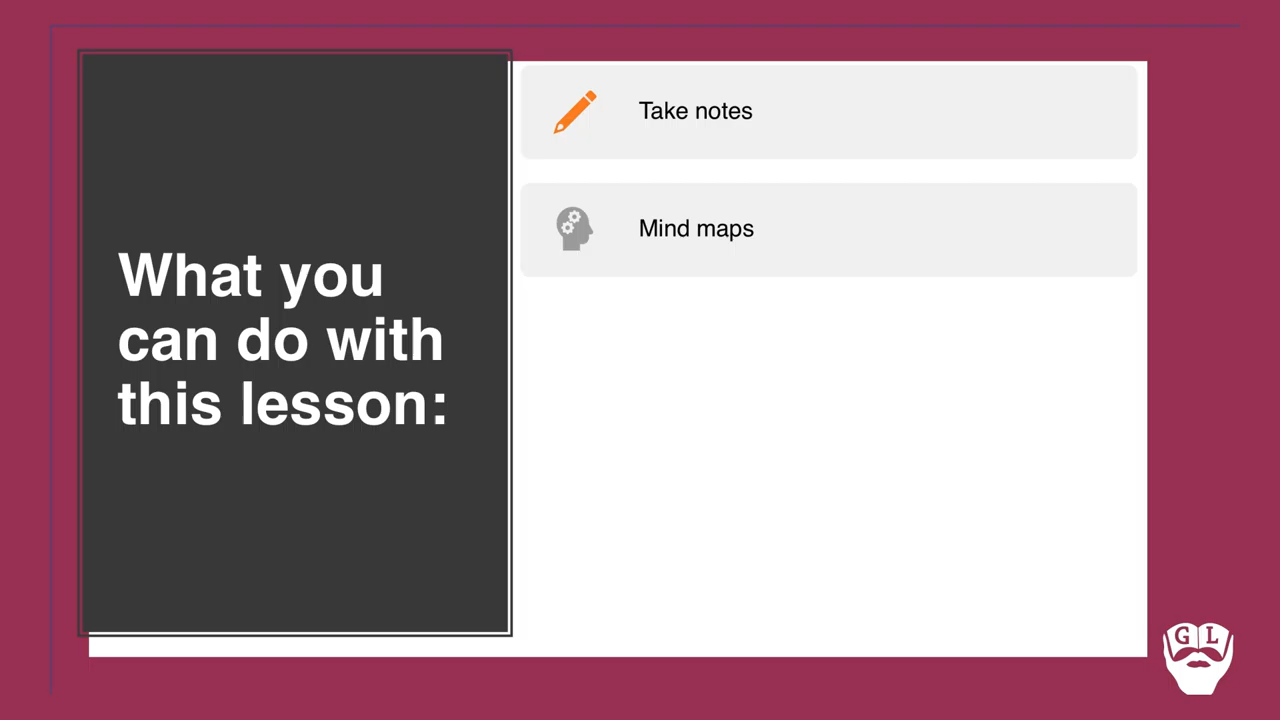 What you
can do with
this lesson:
Take notes
Mind maps
G L